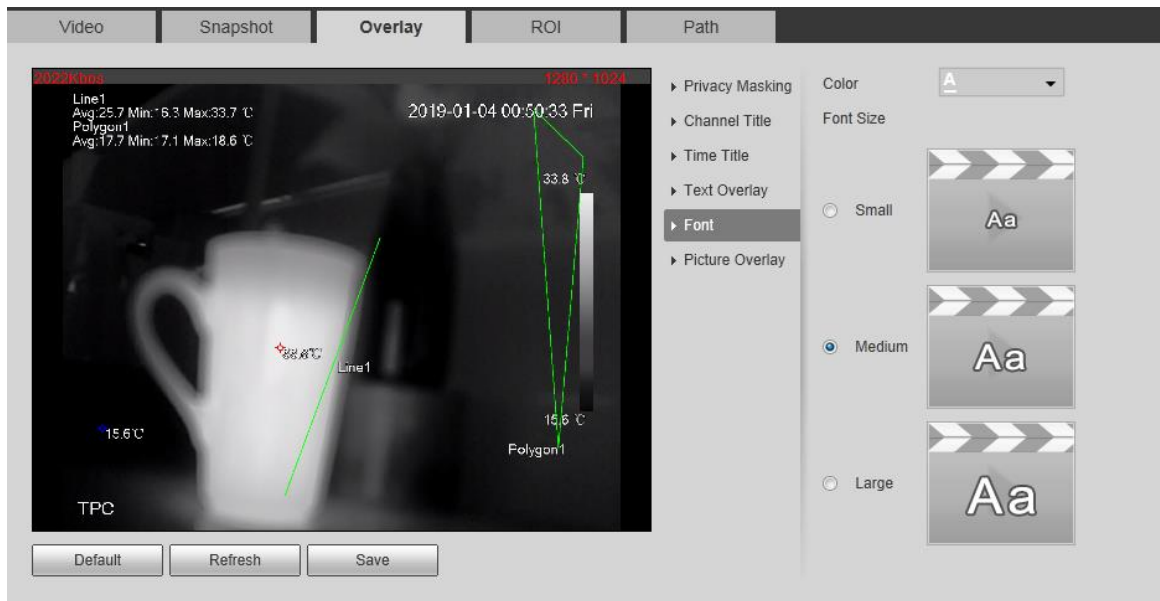 Video
Snapshot
Overlay
ROI
Path
2022Kbps
1280 * 1024
Line1
Avg:25.7 Min:16.3 Max:33.7 ℃
Polygon1
Avg:17.7 Min:17.1 Max:18.6 ℃
2019-01-04 00:50:33 Fri
33.8 ℃
Line1
15.6℃
15.6 ℃
Polygon1
TPC
Privacy Masking
Channel Title
Time Title
Text Overlay
Font
Picture Overlay
Color
A
Font Size
Small
Aa
Medium
Aa
Large
Aa
Default
Refresh
Save